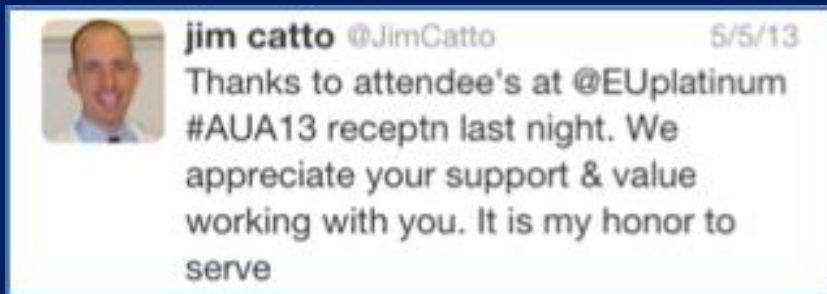 jim catto @JimCatto 5/5/13
Thanks to attendee's at @EUplatinum
#AUA13 receptn last night. We
appreciate your support & value
working with you. It is my honor to
serve